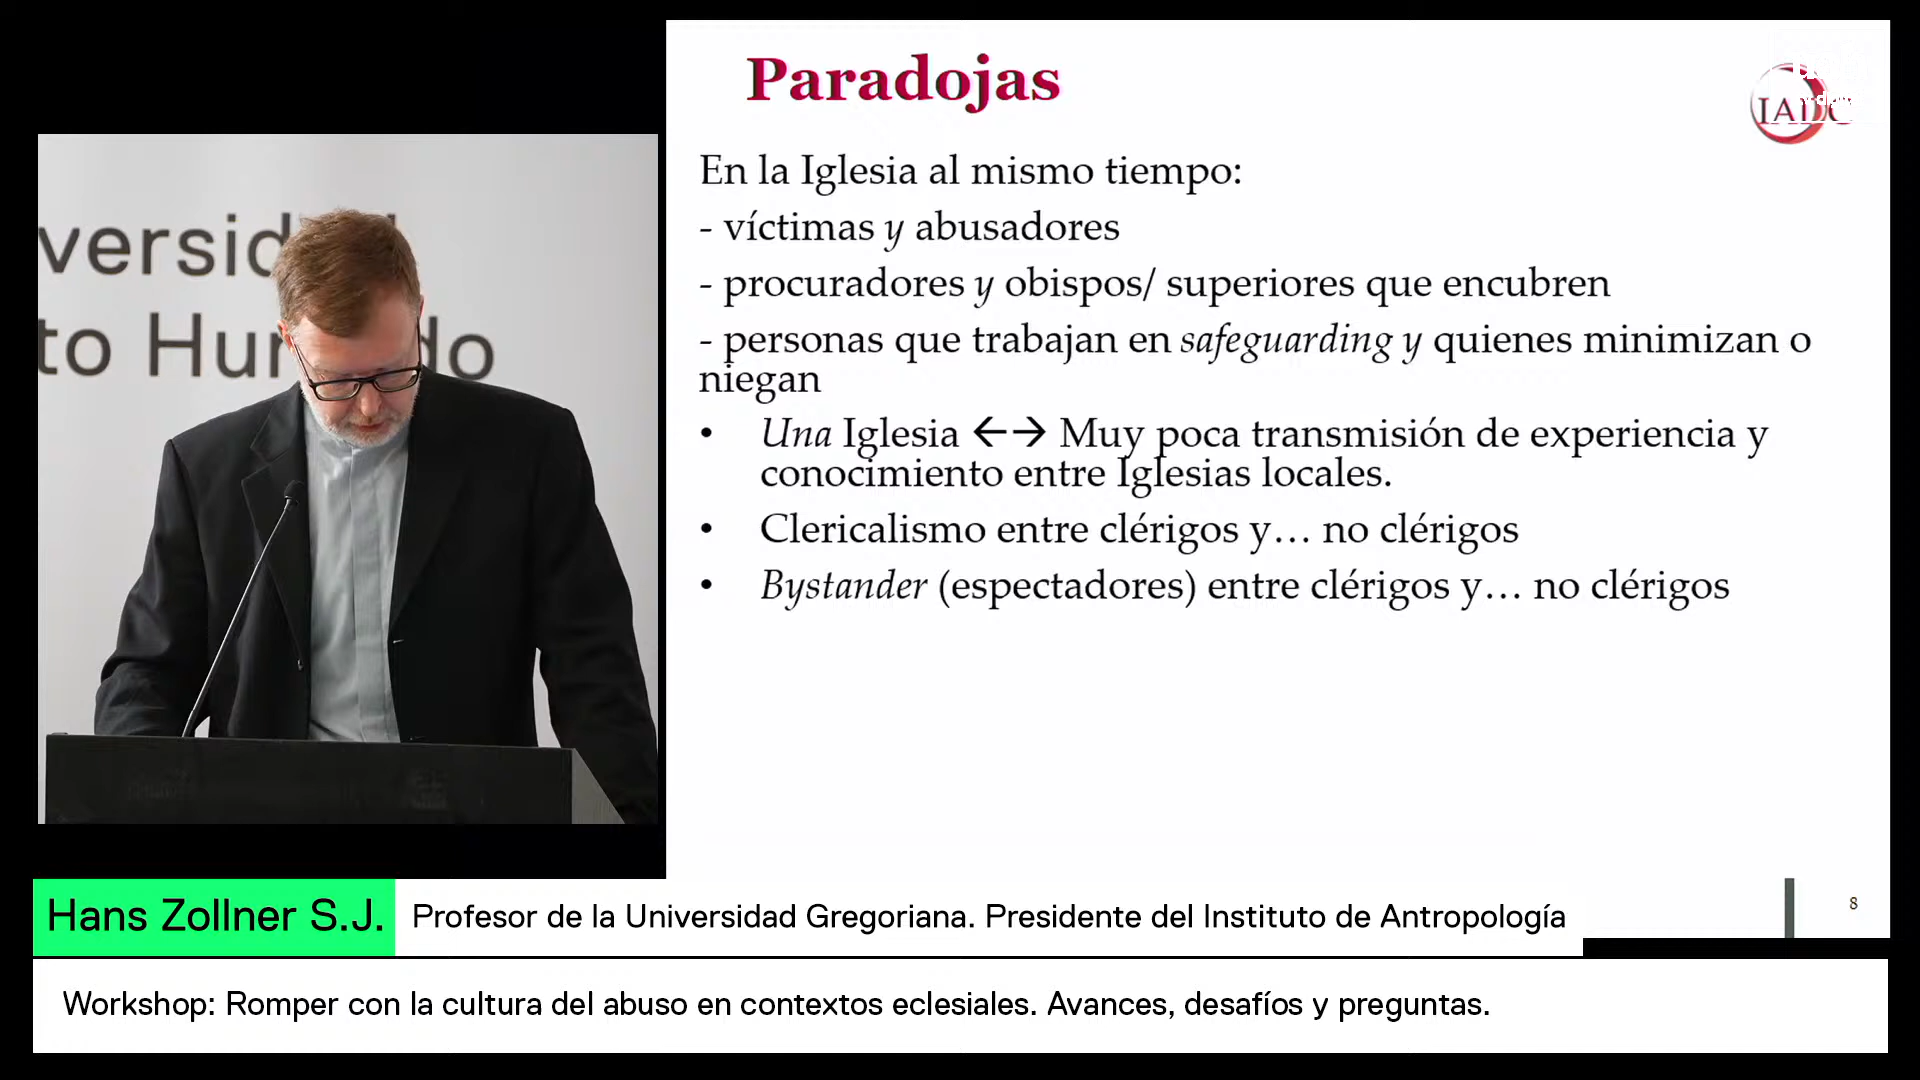 Paradojas
En la Iglesia al mismo tiempo:
- víctimas y abusadores
- procuradores y obispos/ superiores que encubren
- personas que trabajan en safeguarding y quienes minimizan o
niegan
• Una Iglesia ←→ Muy poca transmisión de experiencia y
conocimiento entre Iglesias locales.
• Clericalismo entre clérigos y… no clérigos
• Bystander (espectadores) entre clérigos y… no clérigos
8
Hans Zollner S.J.
Profesor de la Universidad Gregoriana. Presidente del Instituto de Antropología
Workshop: Romper con la cultura del abuso en contextos eclesiales. Avances, desafíos y preguntas.